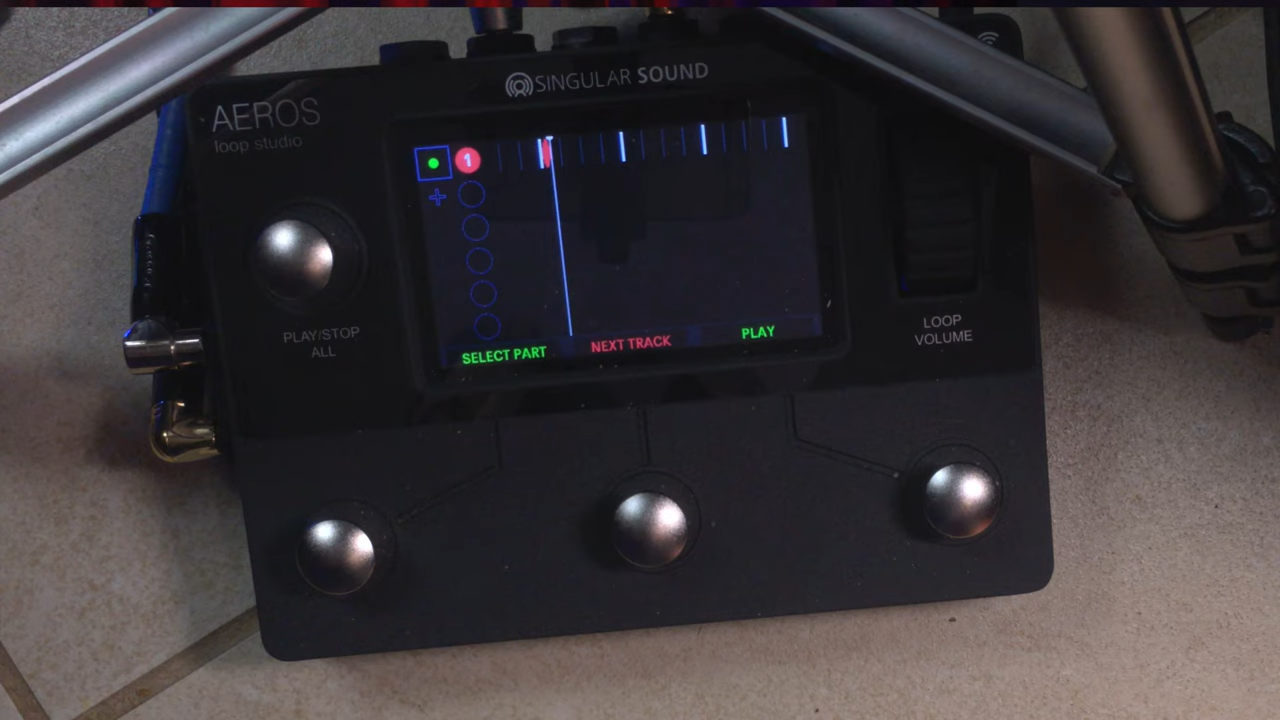 SINGULAR SOUND
AEROS
loop studio
1
PLAY/STOP
ALL
SELECT PART
NEXT TRACK
PLAY
LOOP
VOLUME